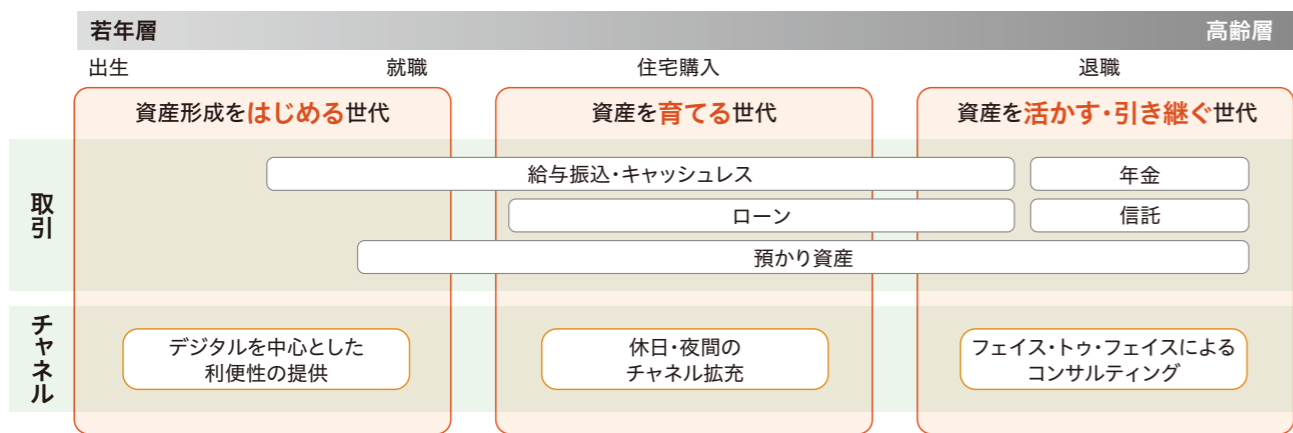 若年層
高齢層
出生
就職
住宅購入
退職
資産形成をはじめる世代
資産を育てる世代
資産を活かす・引き継ぐ世代
取引
給与振込・キャッシュレス
年金
ローン
信託
預かり資産
チャネル
デジタルを中心とした
利便性の提供
休日・夜間の
チャネル拡充
フェイス・トゥ・フェイスによる
コンサルティング